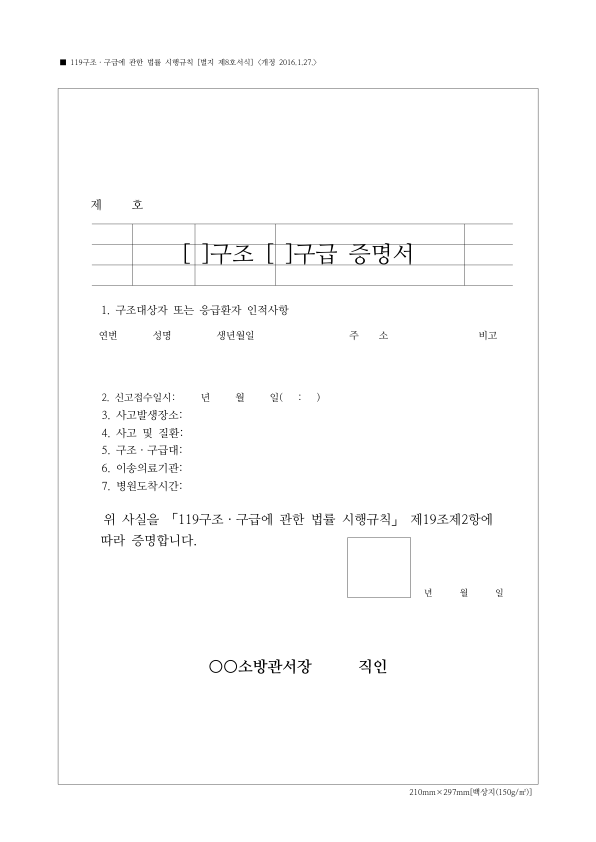 ■ 119구조ㆍ구급에 관한 법률 시행규칙 [별지 제8호서식] <개정 2016.1.27.>
제 호
[ ]구조 [ ]구급 증명서
1. 구조대상자 또는 응급환자 인적사항
연번 성명 생년월일 주 소 비고
2. 신고접수일시: 년 월 일( : )
3. 사고발생장소:
4. 사고 및 질환:
5. 구조ㆍ구급대:
6. 이송의료기관:
7. 병원도착시간:
위 사실을 「119구조ㆍ구급에 관한 법률 시행규칙」 제19조제2항에
따라 증명합니다.
년 월 일
○○소방관서장 직인
210mm×297mm[백상지(150g/㎡)]